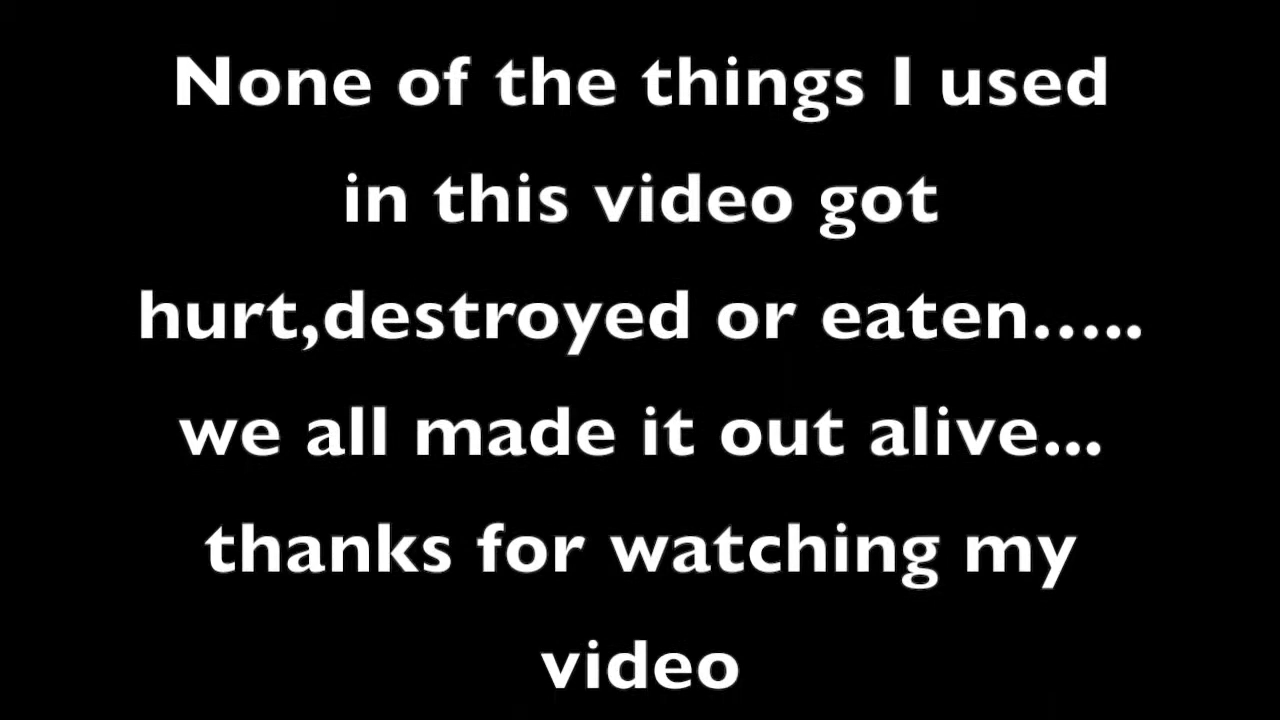 None of the things I used
in this video got
hurt,destroyed or eaten.....
we all made it out alive...
thanks for watching my
video